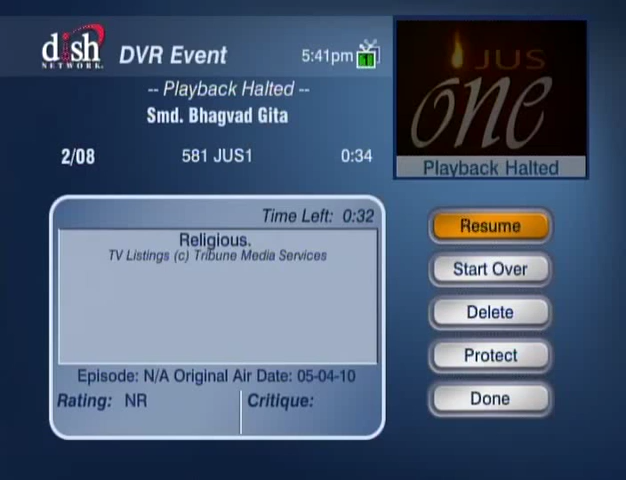 dish NETWORK. DVR Event 5:41pm 1
-- Playback Halted --
Smd. Bhagvad Gita
2/08 581 JUS1 0:34
JUS
one
Playback Halted
Time Left: 0:32
Religious.
TV Listings (c) Tribune Media Services
Episode: N/A Original Air Date: 05-04-10
Rating: NR Critique:
Resume
Start Over
Delete
Protect
Done